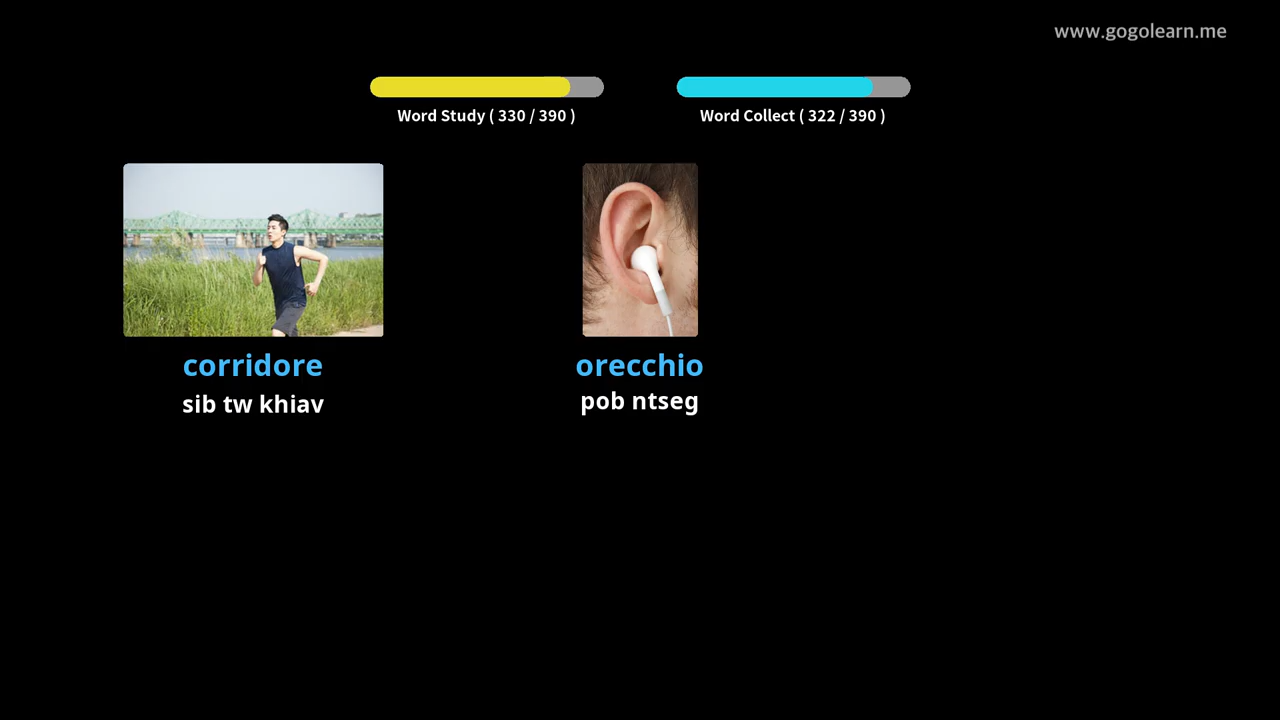 www.gogolearn.me
Word Study ( 330 / 390 )
Word Collect ( 322 / 390 )
corridore
sib tw khiav
orecchio
pob ntseg